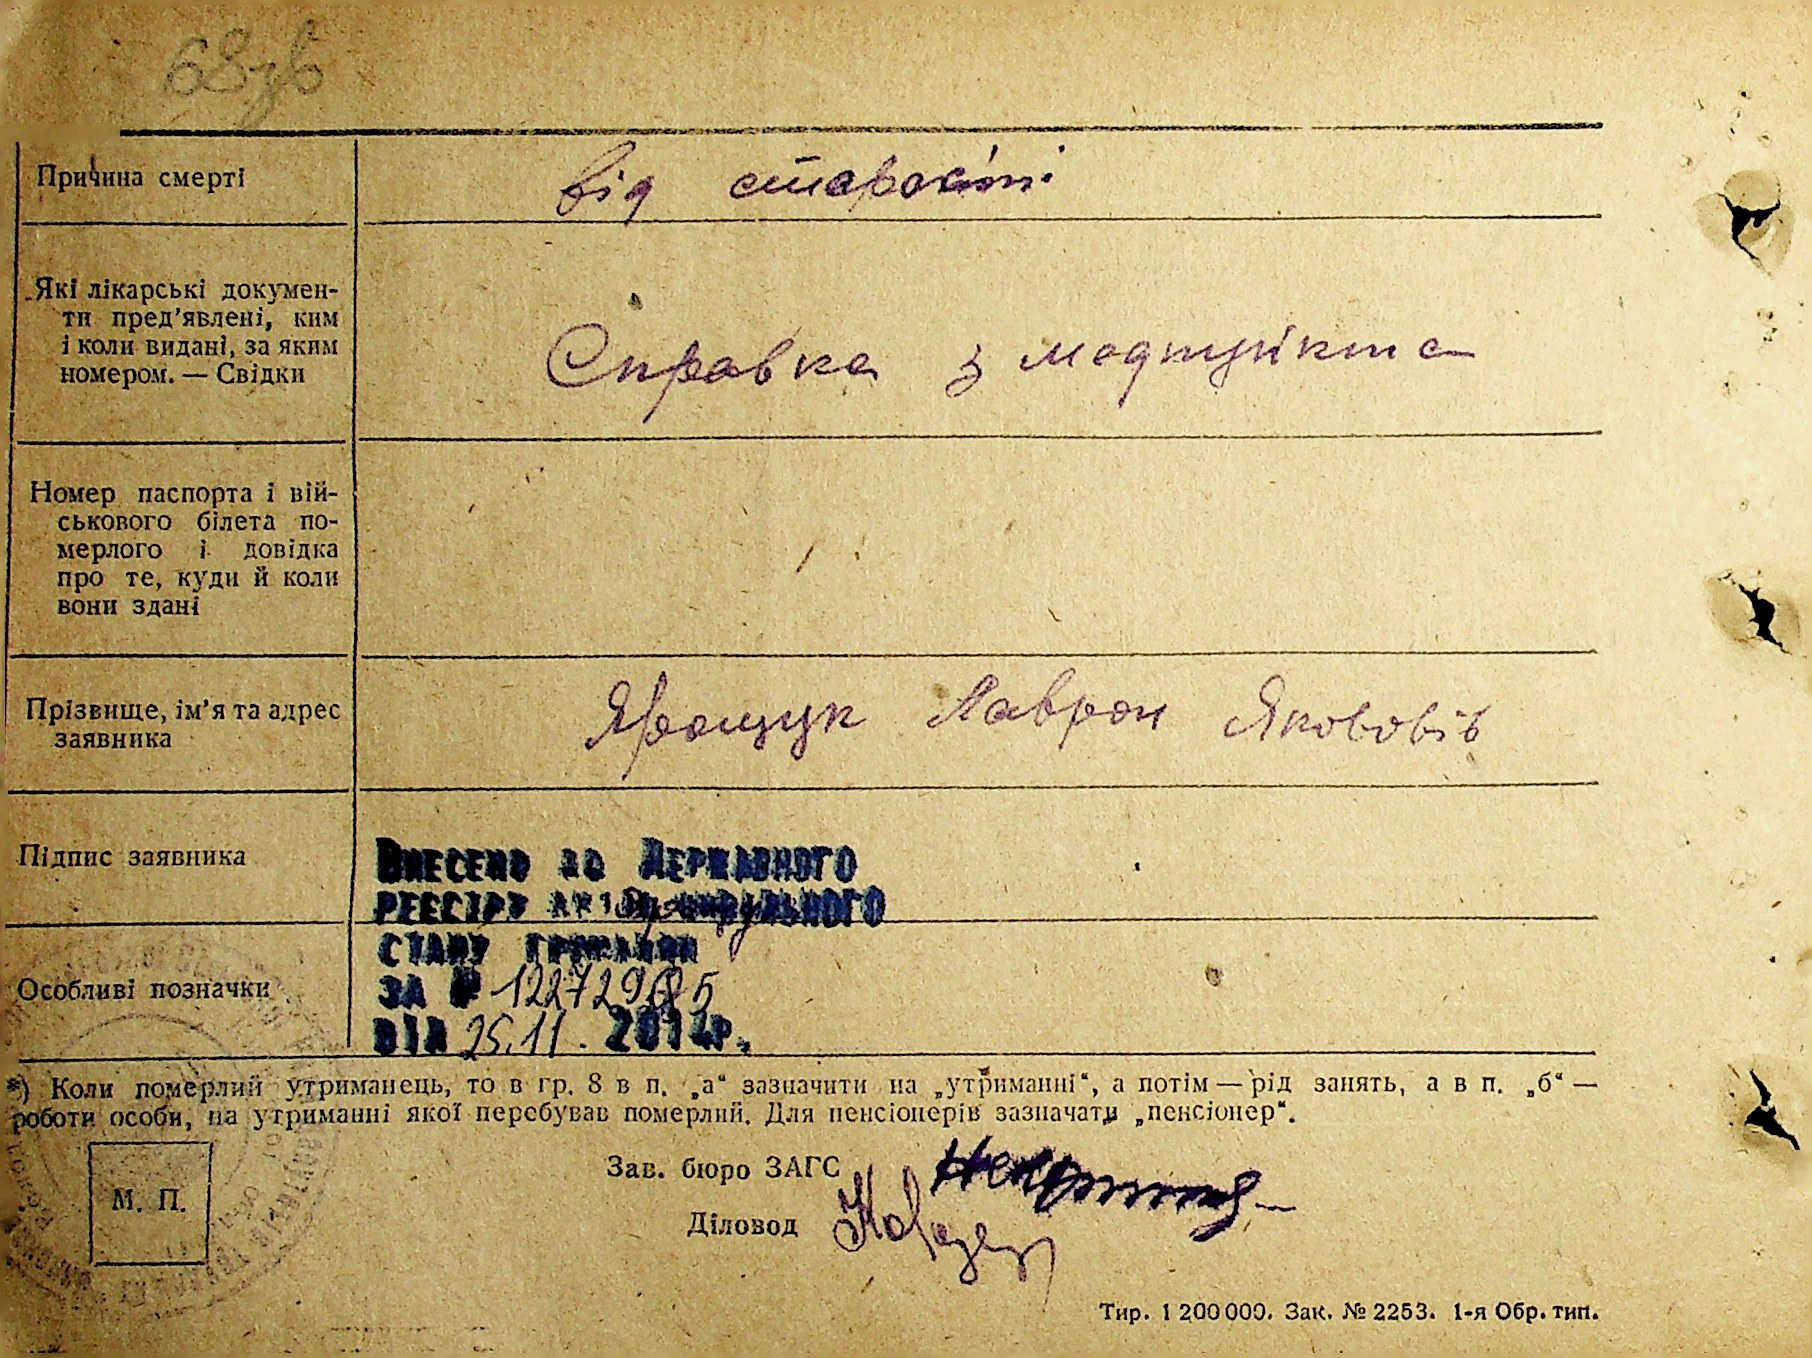 68зв
Причина смерті
від старості
Які лікарські докумен-
ти пред'явлені, ким
і коли видані, за яким
номером. — Свідки
Справка з медпункта
Номер паспорта і вій-
ськового білета по-
мерлого і довідка
про те, куди й коли
вони здані
Прізвище, ім'я та адрес
заявника
Ярощук Лаврон Якововів
Підпис заявника
Внесено до Державного
реєстру актів цивільного
стану громадян
Особливі позначки
за №
від 25.11. 2014р.
*) Коли померлий утриманець, то в гр. 8 в п. „а“ зазначити на „утриманні“, а потім — рід занять, а в п. „б“ —
роботи особи, на утриманні якої перебував померлий. Для пенсіонерів зазначати „пенсіонер“.
Зав. бюро ЗАГС
М. П.
Діловод
Тир. 1 200 000. Зак. № 2253. 1-я Обр. тип.